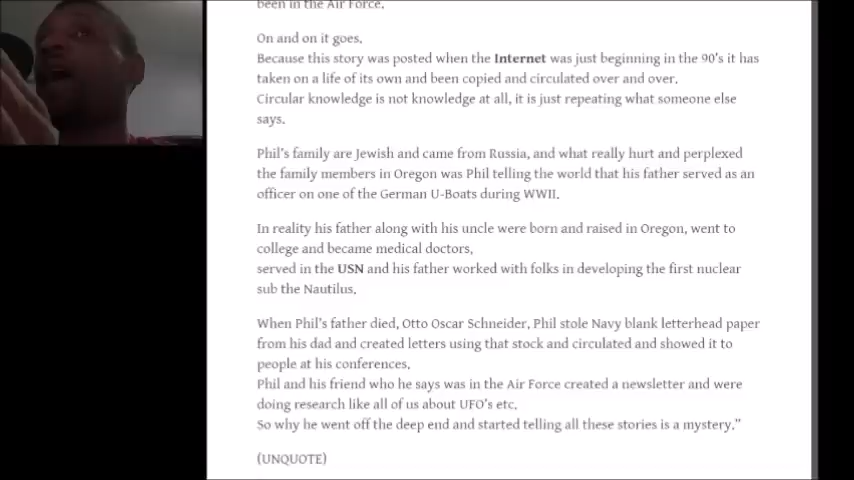 been in the Air Force.
On and on it goes.
Because this story was posted when the Internet was just beginning in the 90's it has
taken on a life of its own and been copied and circulated over and over.
Circular knowledge is not knowledge at all, it is just repeating what someone else
says.
Phil's family are Jewish and came from Russia, and what really hurt and perplexed
the family members in Oregon was Phil telling the world that his father served as an
officer on one of the German U-Boats during WWII.
In reality his father along with his uncle were born and raised in Oregon, went to
college and became medical doctors,
served in the USN and his father worked with folks in developing the first nuclear
sub the Nautilus.
When Phil's father died, Otto Oscar Schneider, Phil stole Navy blank letterhead paper
from his dad and created letters using that stock and circulated and showed it to
people at his conferences.
Phil and his friend who he says was in the Air Force created a newsletter and were
doing research like all of us about UFO's etc.
So why he went off the deep end and started telling all these stories is a mystery.”
(UNQUOTE)